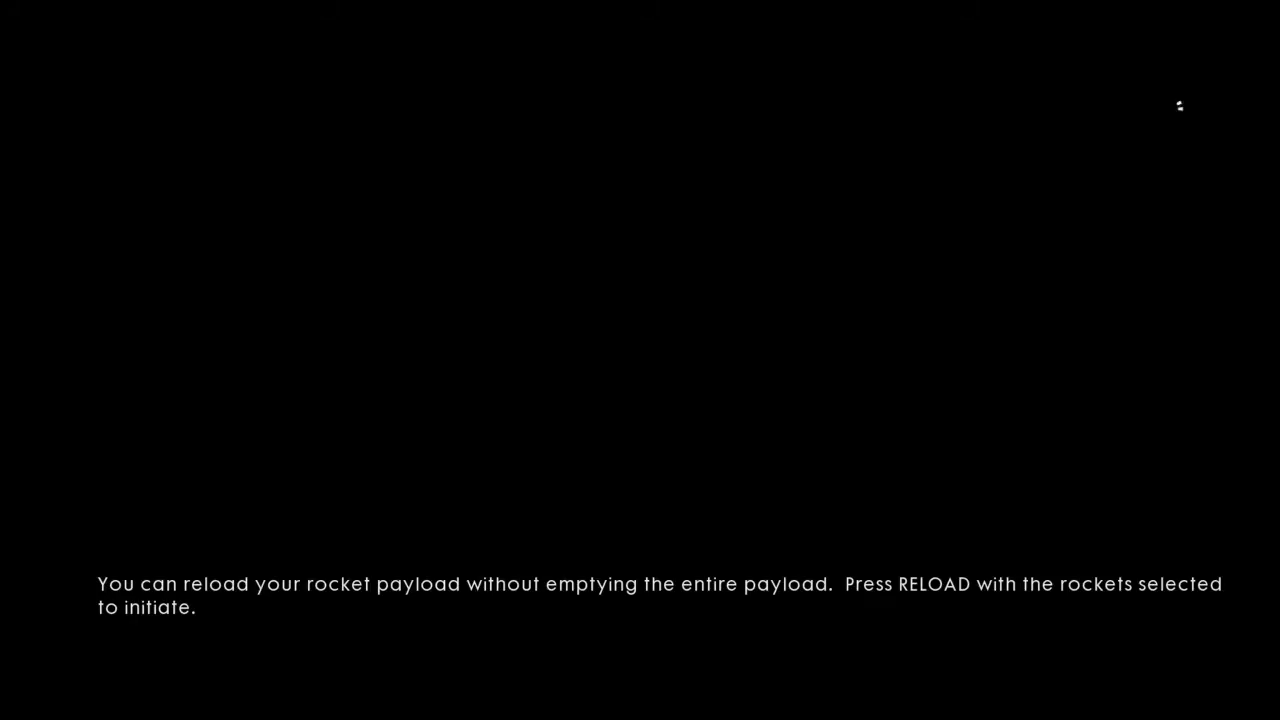 You can reload your rocket payload without emptying the entire payload.  Press RELOAD with the rockets selected
to initiate.